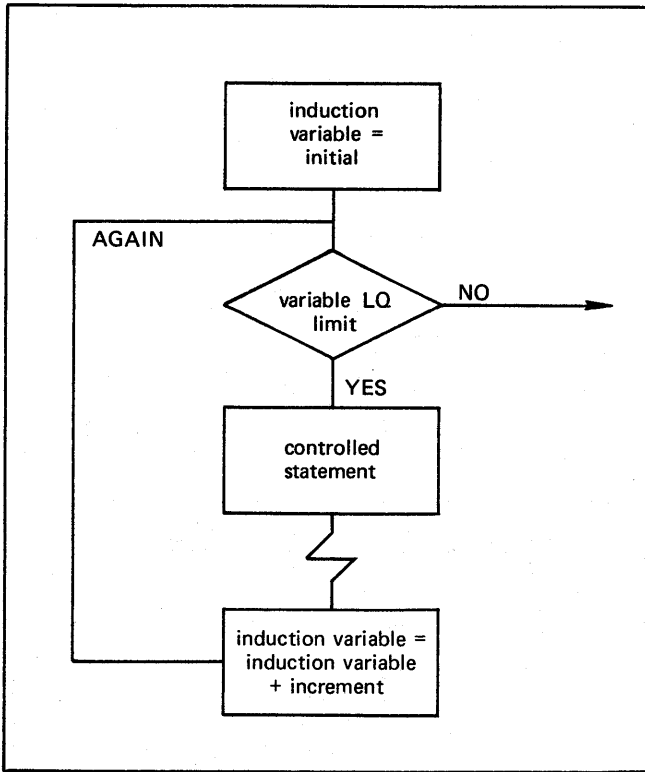 induction
variable =
initial
AGAIN
variable LQ
limit
NO
YES
controlled
statement
induction variable =
induction variable
+ increment